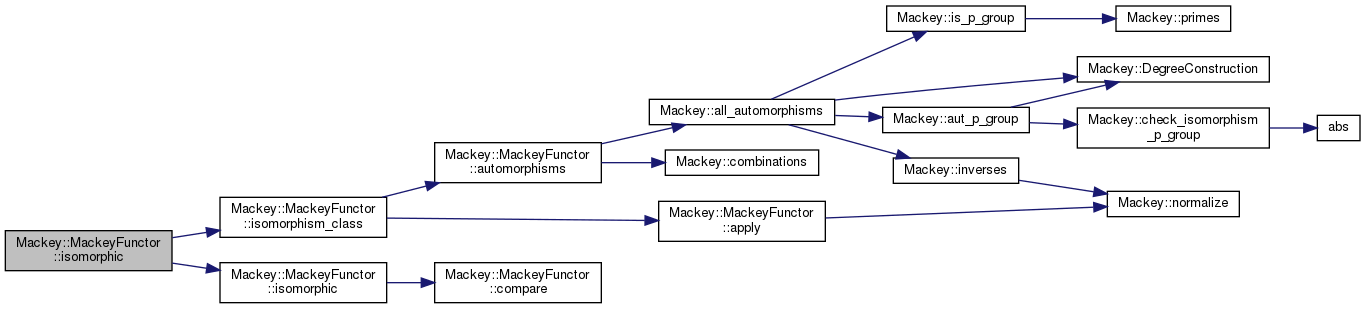 Mackey::MackeyFunctor
::isomorphic
Mackey::MackeyFunctor
::isomorphism_class
Mackey::MackeyFunctor
::isomorphic
Mackey::MackeyFunctor
::automorphisms
Mackey::MackeyFunctor
::compare
Mackey::all_automorphisms
Mackey::combinations
Mackey::MackeyFunctor
::apply
Mackey::is_p_group
Mackey::aut_p_group
Mackey::inverses
Mackey::primes
Mackey::DegreeConstruction
Mackey::check_isomorphism
_p_group
Mackey::normalize
abs